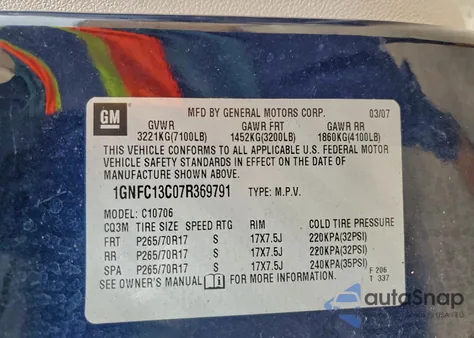 GM
MFD BY GENERAL MOTORS CORP. 03/07
GVWR GAWR FRT GAWR RR
3221KG(7100LB) 1452KG(3200LB) 1860KG(4100LB)
THIS VEHICLE CONFORMS TO ALL APPLICABLE U.S. FEDERAL MOTOR
VEHICLE SAFETY STANDARDS IN EFFECT ON THE DATE OF
MANUFACTURE SHOWN ABOVE.
1GNFC13C07R369791 TYPE: M.P.V.
MODEL: C10706
CQ3M TIRE SIZE SPEED RTG RIM COLD TIRE PRESSURE
FRT P265/70R17 S 17X7.5J 220KPA(32PSI)
RR P265/70R17 S 17X7.5J 220KPA(32PSI)
SPA P265/70R17 S 17X7.5J 240KPA(35PSI)
SEE OWNER'S MANUAL i FOR MORE INFORMATION.
F 206
T 337
autoSnap